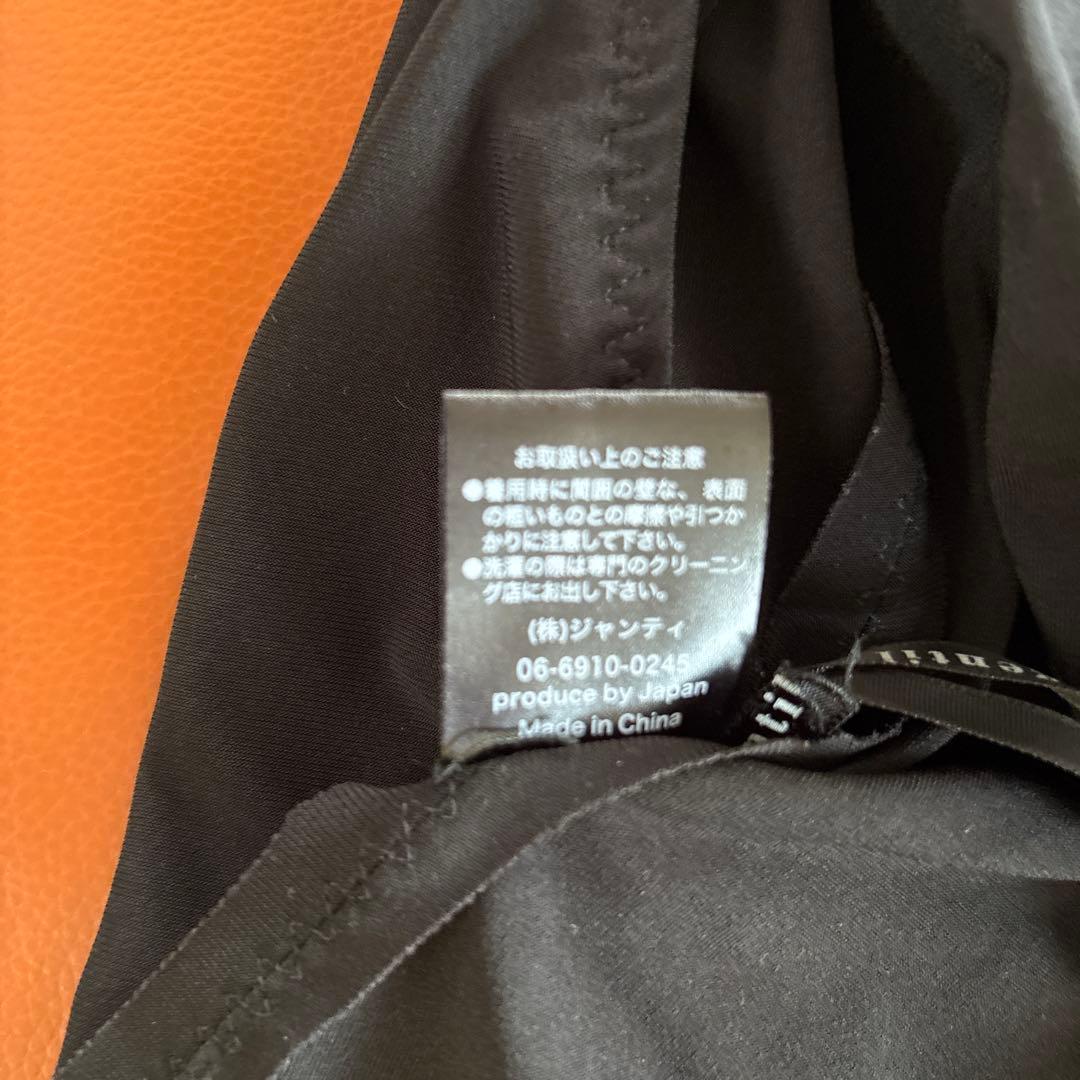 お取扱い上のご注意
●着用時に周囲の壁な、表面
の粗いものとの摩擦や引つか
かりに注意して下さい。
●洗濯の際は専門のクリーニン
グ店にお出し下さい。
(株)ジャンティ
06-6910-0245
produce by Japan
Made in China